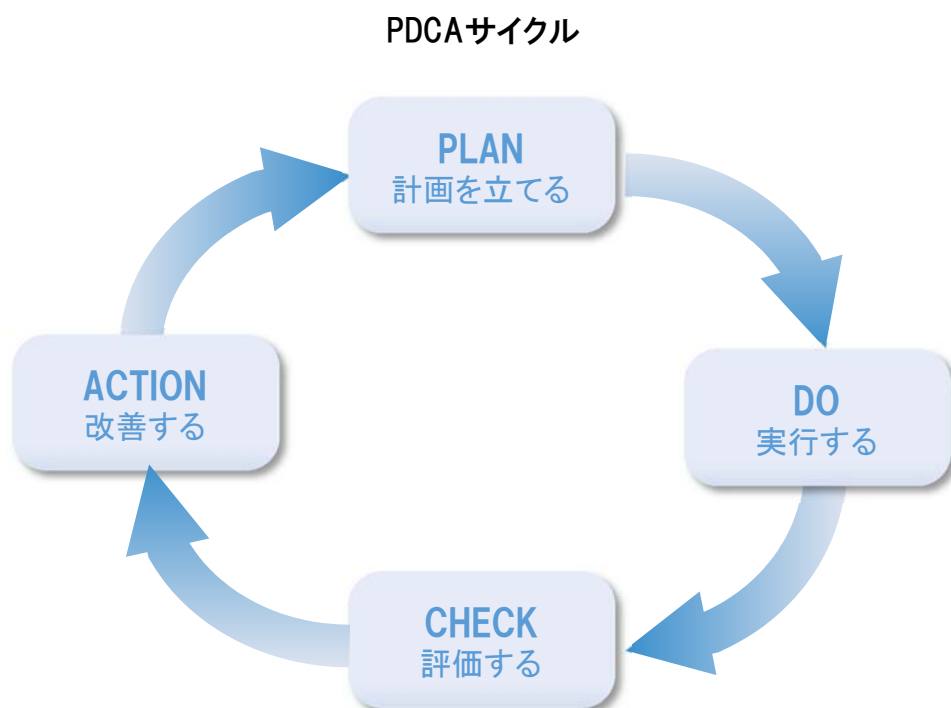 PDCAサイクル
PLAN
計画を立てる
DO
実行する
CHECK
評価する
ACTION
改善する